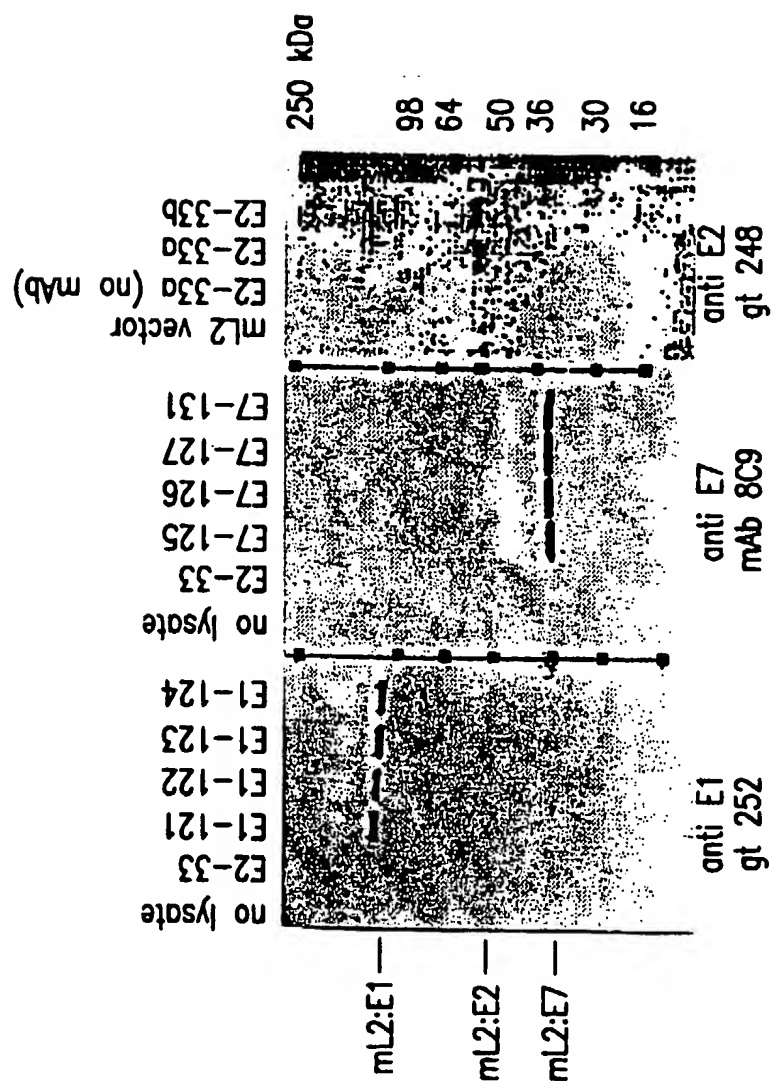 no lysate
E2-33
E1-121
E1-122
E1-123
E1-124
no lysate
E2-33
E7-125
E7-126
E7-127
E7-131
mL2 vector
E2-33a (no mAb)
E2-33a
E2-33b
250 kDa
98
64
50
36
30
16
mL2:E1
mL2:E2
mL2:E7
anti E1
gt 252
anti E7
mAb 8C9
anti E2
gt 248